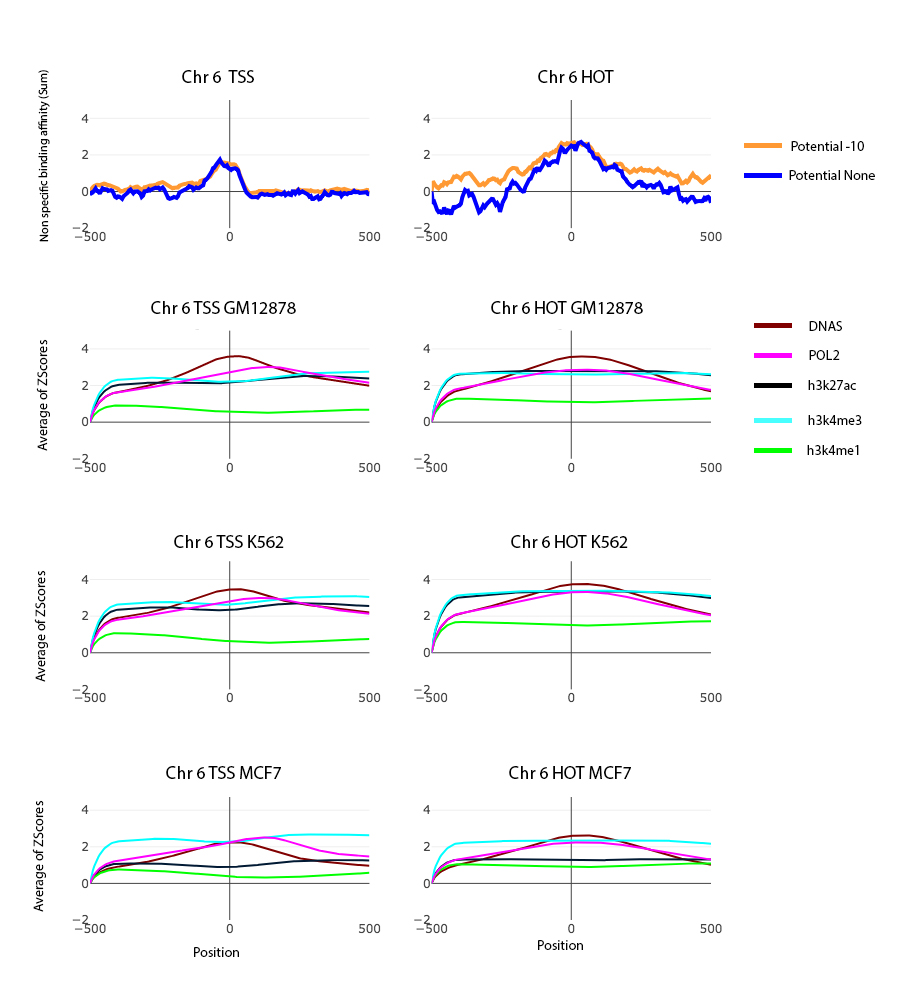 Chr 6 TSS
Chr 6 HOT
Non specific binding affinity (Sum)
4
2
0
−2
−500
0
500
4
2
0
−2
−500
0
500
Potential -10
Potential None
Chr 6 TSS GM12878
Chr 6 HOT GM12878
Average of ZScores
4
2
0
−2
−500
0
500
4
2
0
−2
−500
0
500
DNAS
POL2
h3k27ac
h3k4me3
h3k4me1
Chr 6 TSS K562
Chr 6 HOT K562
Average of ZScores
4
2
0
−2
−500
0
500
4
2
0
−2
−500
0
500
Chr 6 TSS MCF7
Chr 6 HOT MCF7
Average of ZScores
4
2
0
−2
−500
0
500
4
2
0
−2
−500
0
500
Position
Position